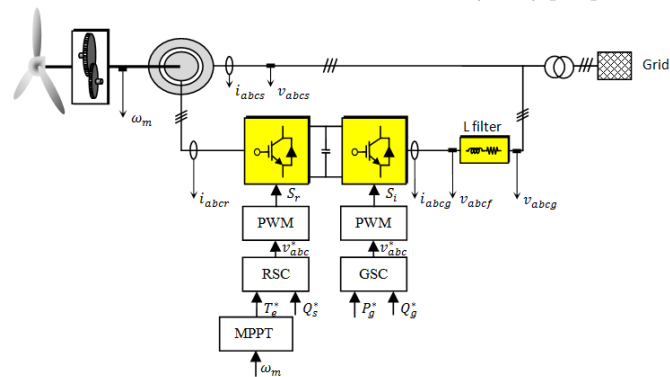 Grid
i_abcs
v_abcs
ω_m
L filter
i_abcr
S_r
S_i
i_abcg
v_abcf
v_abcg
PWM
PWM
v*_abc
v*_abc
RSC
GSC
T*_e
Q*_s
P*_g
Q*_g
MPPT
ω_m